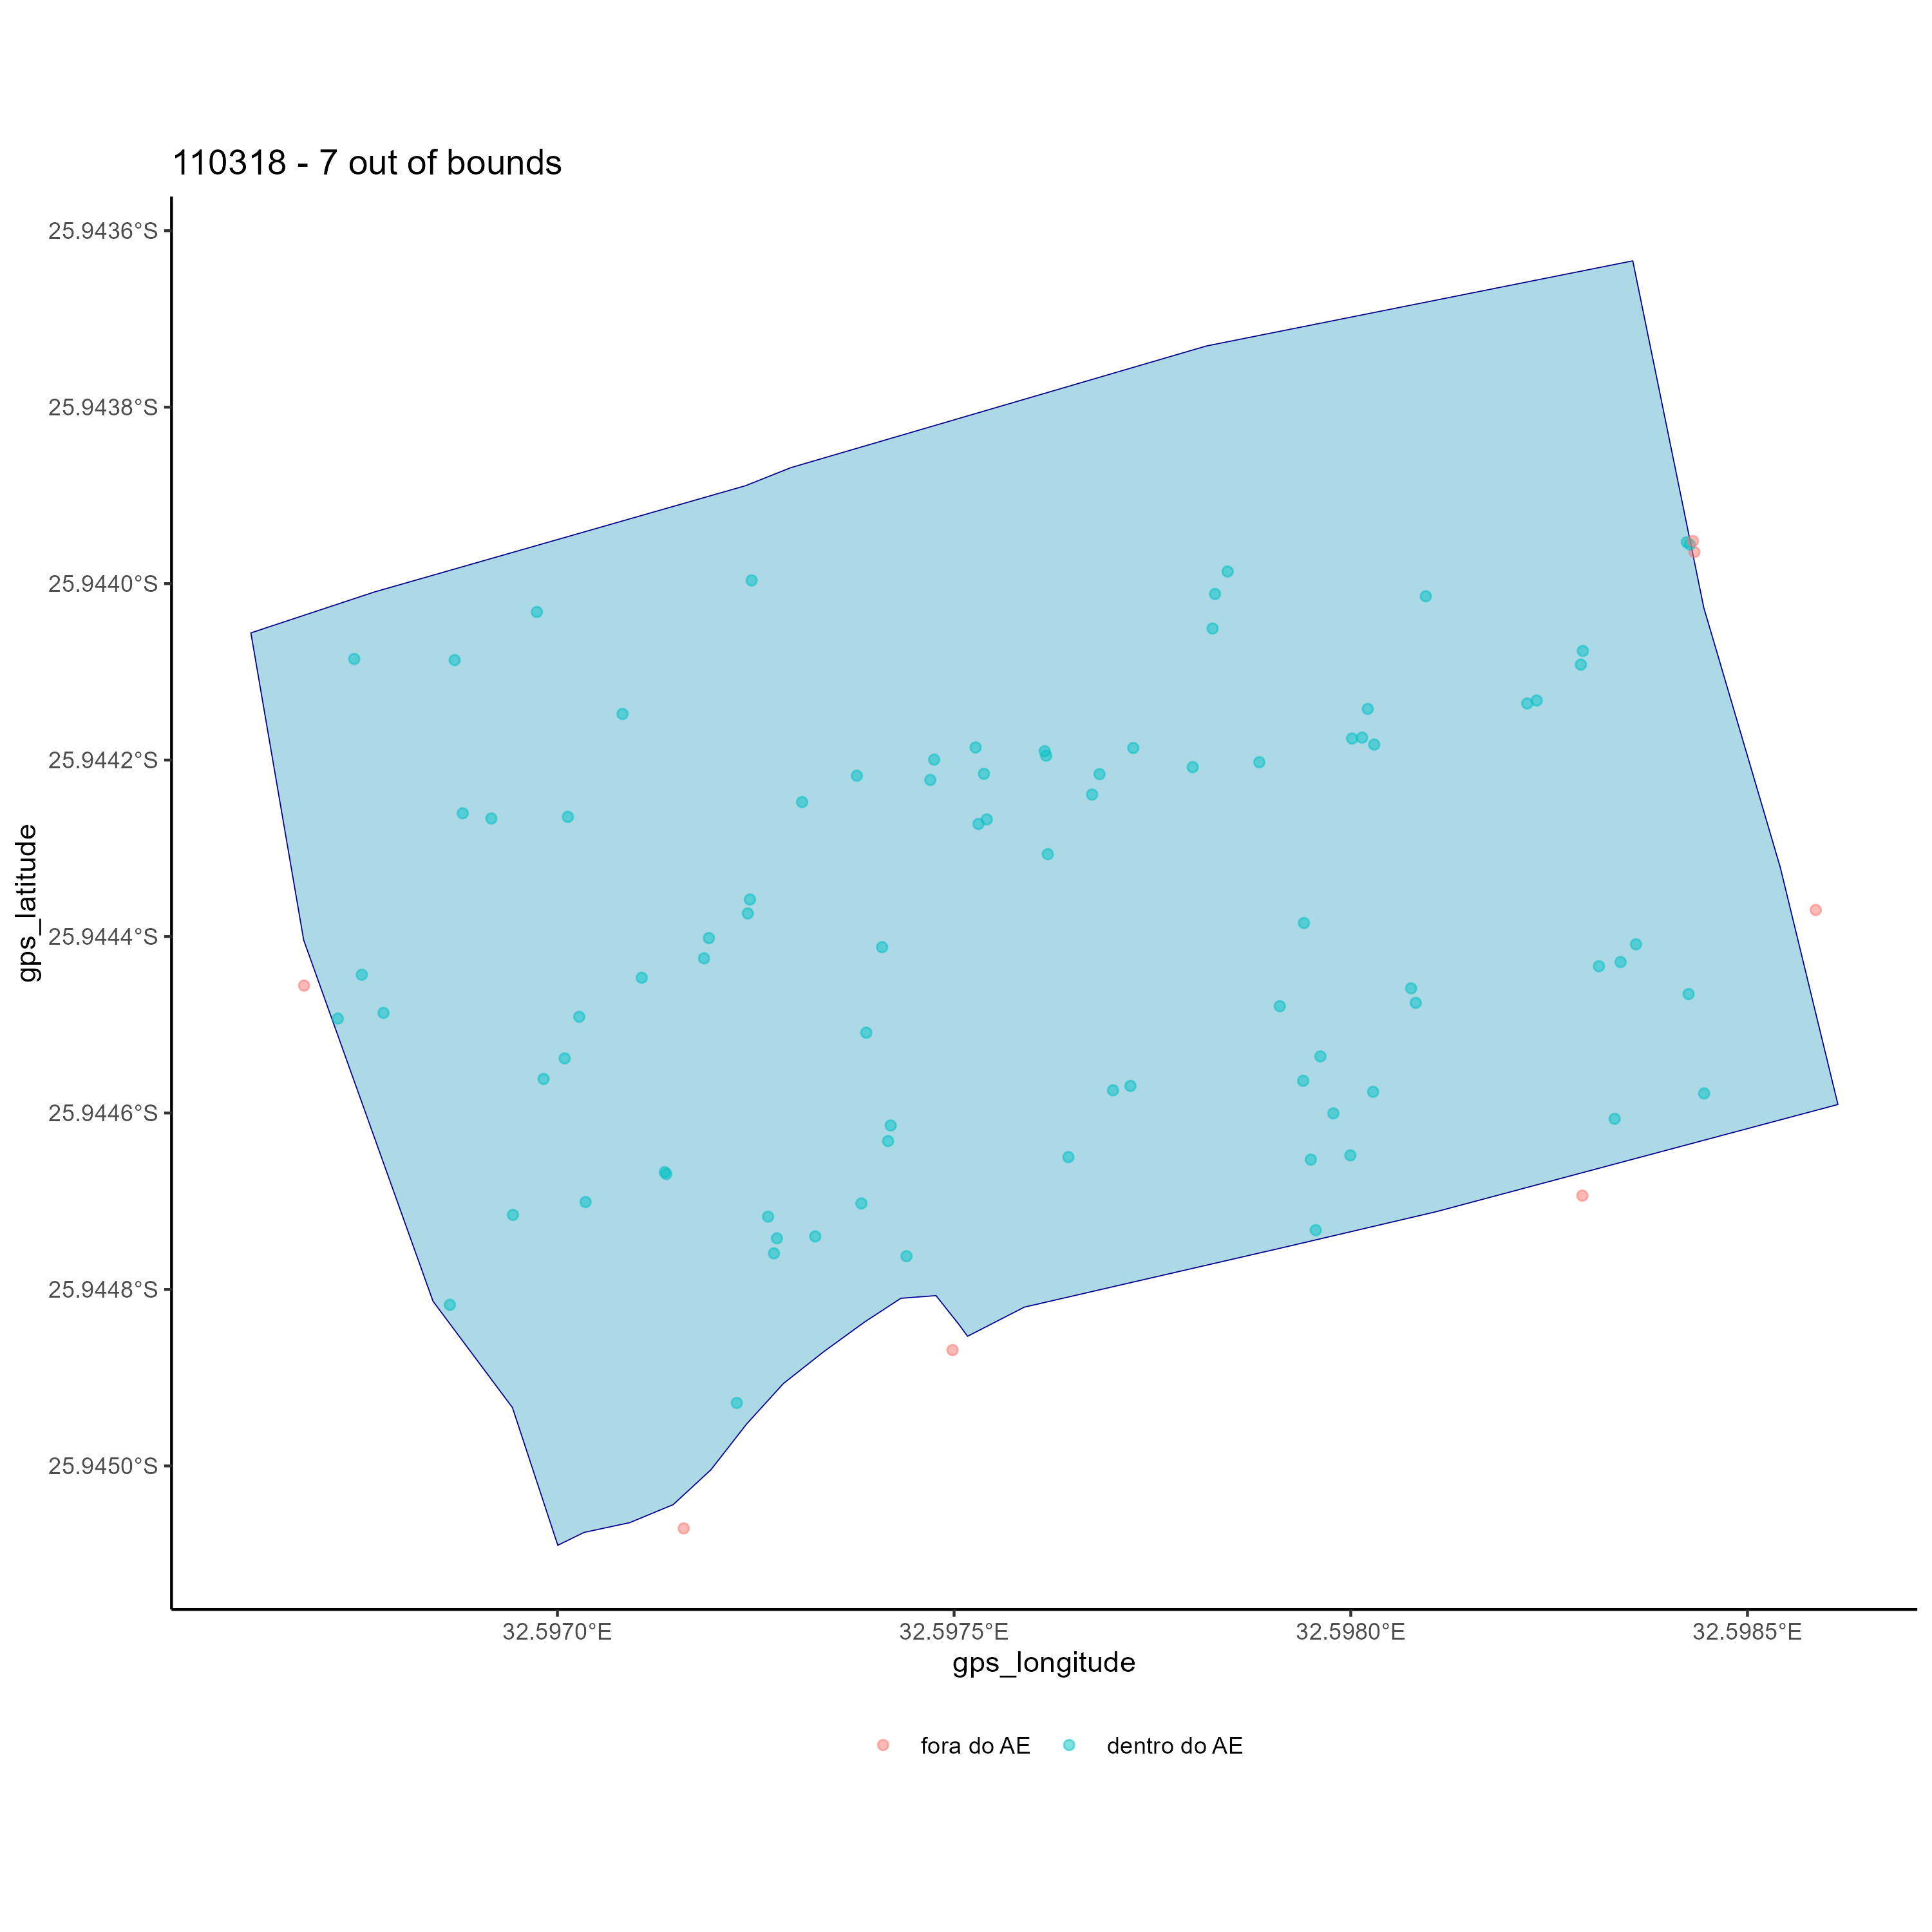 110318 - 7 out of bounds
25.9436°S
25.9438°S
25.9440°S
25.9442°S
25.9444°S
25.9446°S
25.9448°S
25.9450°S
gps_latitude
32.5970°E 32.5975°E 32.5980°E 32.5985°E
gps_longitude
fora do AE dentro do AE